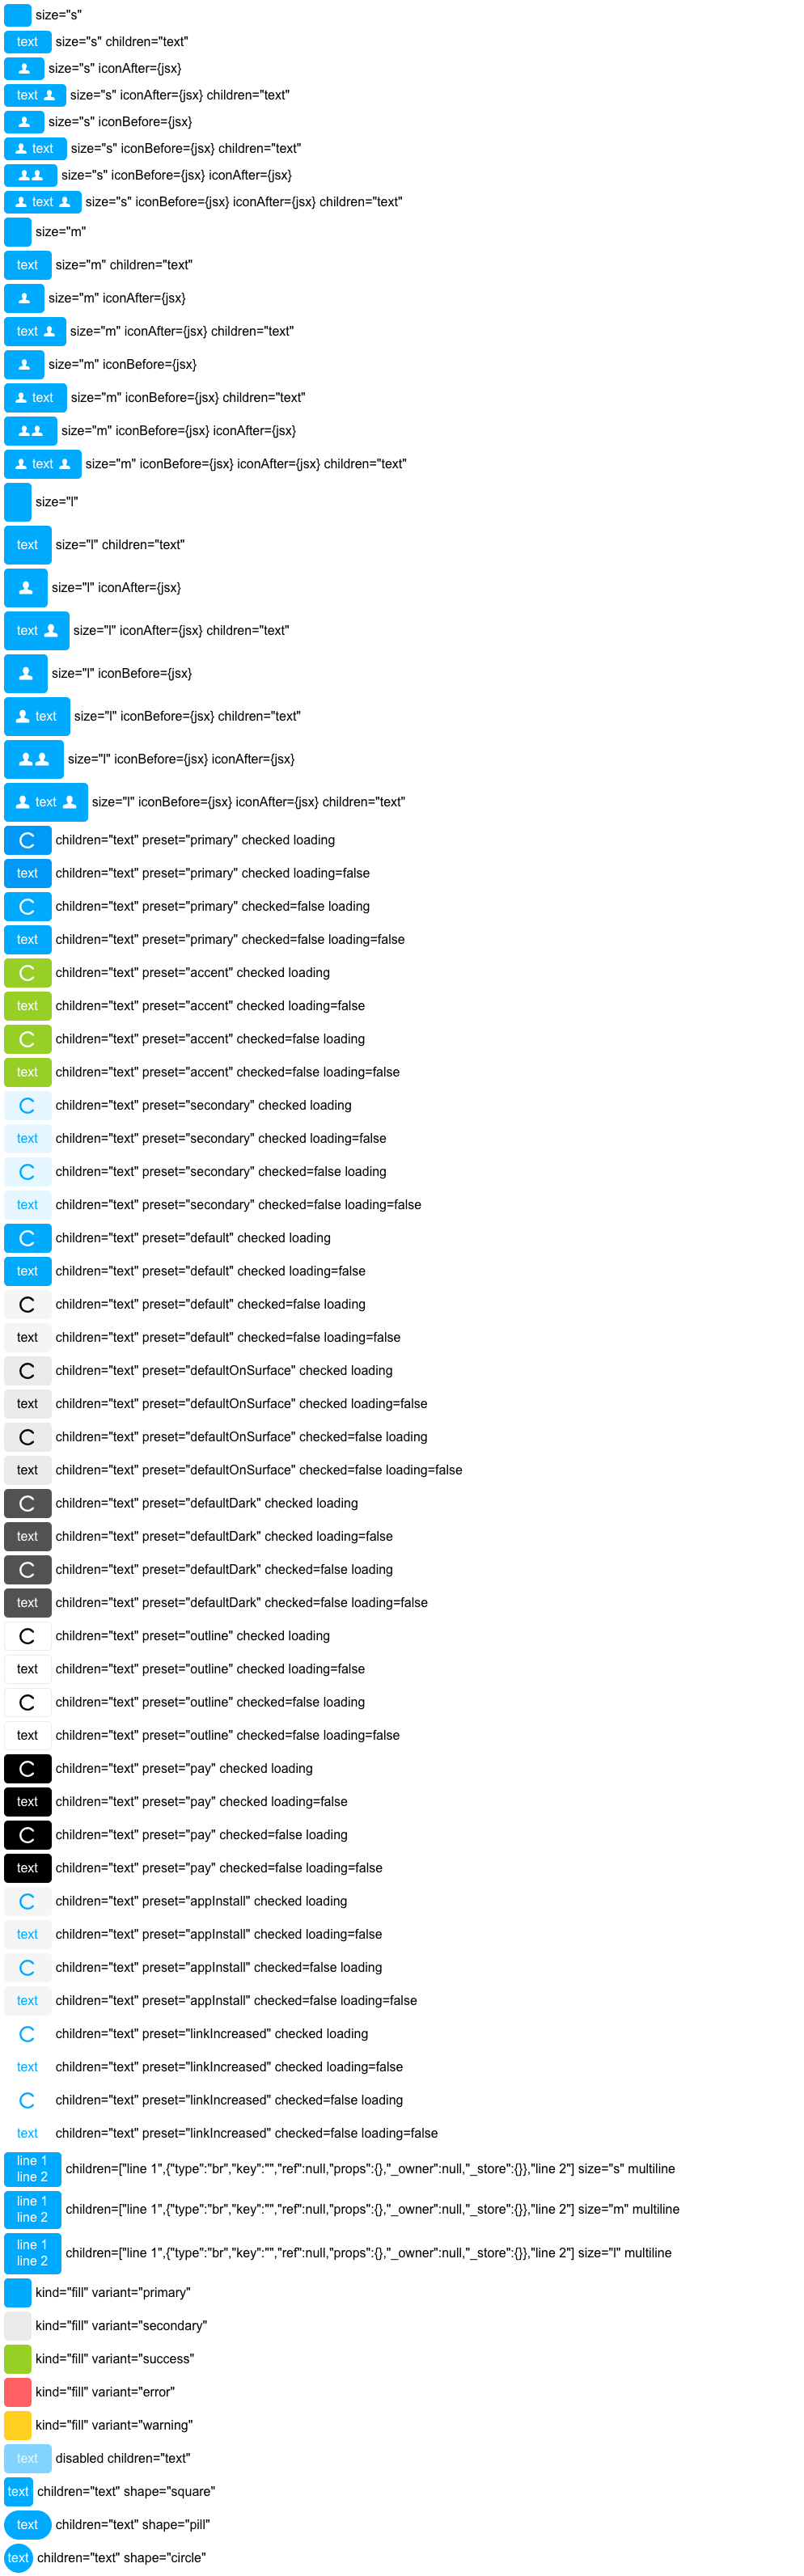 size="s"
text size="s" children="text"
size="s" iconAfter={jsx}
text size="s" iconAfter={jsx} children="text"
size="s" iconBefore={jsx}
text size="s" iconBefore={jsx} children="text"
size="s" iconBefore={jsx} iconAfter={jsx}
text size="s" iconBefore={jsx} iconAfter={jsx} children="text"
size="m"
text size="m" children="text"
size="m" iconAfter={jsx}
text size="m" iconAfter={jsx} children="text"
size="m" iconBefore={jsx}
text size="m" iconBefore={jsx} children="text"
size="m" iconBefore={jsx} iconAfter={jsx}
text size="m" iconBefore={jsx} iconAfter={jsx} children="text"
size="l"
text size="l" children="text"
size="l" iconAfter={jsx}
text size="l" iconAfter={jsx} children="text"
size="l" iconBefore={jsx}
text size="l" iconBefore={jsx} children="text"
size="l" iconBefore={jsx} iconAfter={jsx}
text size="l" iconBefore={jsx} iconAfter={jsx} children="text"
children="text" preset="primary" checked loading
text children="text" preset="primary" checked loading=false
children="text" preset="primary" checked=false loading
text children="text" preset="primary" checked=false loading=false
children="text" preset="accent" checked loading
text children="text" preset="accent" checked loading=false
children="text" preset="accent" checked=false loading
text children="text" preset="accent" checked=false loading=false
children="text" preset="secondary" checked loading
text children="text" preset="secondary" checked loading=false
children="text" preset="secondary" checked=false loading
text children="text" preset="secondary" checked=false loading=false
children="text" preset="default" checked loading
text children="text" preset="default" checked loading=false
children="text" preset="default" checked=false loading
text children="text" preset="default" checked=false loading=false
children="text" preset="defaultOnSurface" checked loading
text children="text" preset="defaultOnSurface" checked loading=false
children="text" preset="defaultOnSurface" checked=false loading
text children="text" preset="defaultOnSurface" checked=false loading=false
children="text" preset="defaultDark" checked loading
text children="text" preset="defaultDark" checked loading=false
children="text" preset="defaultDark" checked=false loading
text children="text" preset="defaultDark" checked=false loading=false
children="text" preset="outline" checked loading
text children="text" preset="outline" checked loading=false
children="text" preset="outline" checked=false loading
text children="text" preset="outline" checked=false loading=false
children="text" preset="pay" checked loading
text children="text" preset="pay" checked loading=false
children="text" preset="pay" checked=false loading
text children="text" preset="pay" checked=false loading=false
children="text" preset="appInstall" checked loading
text children="text" preset="appInstall" checked loading=false
children="text" preset="appInstall" checked=false loading
text children="text" preset="appInstall" checked=false loading=false
children="text" preset="linkIncreased" checked loading
text children="text" preset="linkIncreased" checked loading=false
children="text" preset="linkIncreased" checked=false loading
text children="text" preset="linkIncreased" checked=false loading=false
line 1
line 2
children=["line 1",{"type":"br","key":"","ref":null,"props":{},"_owner":null,"_store":{}},"line 2"] size="s" multiline
line 1
line 2
children=["line 1",{"type":"br","key":"","ref":null,"props":{},"_owner":null,"_store":{}},"line 2"] size="m" multiline
line 1
line 2
children=["line 1",{"type":"br","key":"","ref":null,"props":{},"_owner":null,"_store":{}},"line 2"] size="l" multiline
kind="fill" variant="primary"
kind="fill" variant="secondary"
kind="fill" variant="success"
kind="fill" variant="error"
kind="fill" variant="warning"
text disabled children="text"
text children="text" shape="square"
text children="text" shape="pill"
text children="text" shape="circle"